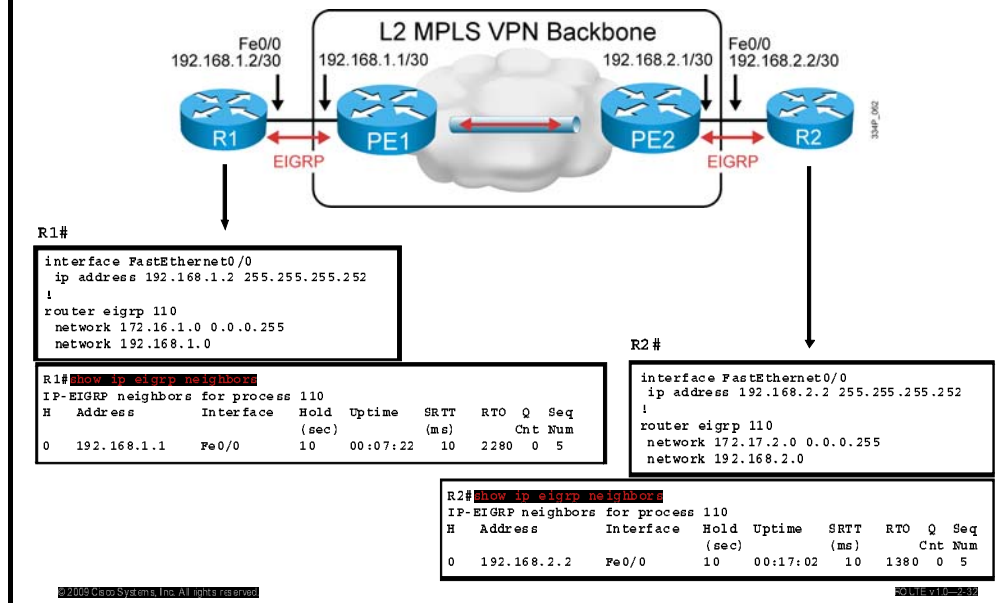 L2 MPLS VPN Backbone
Fe0/0
192.168.1.2/30
192.168.1.1/30
192.168.2.1/30
Fe0/0
192.168.2.2/30
R1
PE1
PE2
R2
EIGRP
EIGRP
334P_062
R1#
interface FastEthernet0/0
ip address 192.168.1.2 255.255.255.252
!
router eigrp 110
network 172.16.1.0 0.0.0.255
network 192.168.1.0
R1#show ip eigrp neighbors
IP-EIGRP neighbors for process 110
H Address Interface Hold Uptime SRTT RTO Q Seq
(sec) (ms) Cnt Num
0 192.168.1.1 Fe0/0 10 00:07:22 10 2280 0 5
R2#
interface FastEthernet0/0
ip address 192.168.2.2 255.255.255.252
!
router eigrp 110
network 172.17.2.0 0.0.0.255
network 192.168.2.0
R2#show ip eigrp neighbors
IP-EIGRP neighbors for process 110
H Address Interface Hold Uptime SRTT RTO Q Seq
(sec) (ms) Cnt Num
0 192.168.2.2 Fe0/0 10 00:17:02 10 1380 0 5
© 2009 Cisco Systems, Inc. All rights reserved.
ROUTE v1.0—2-32